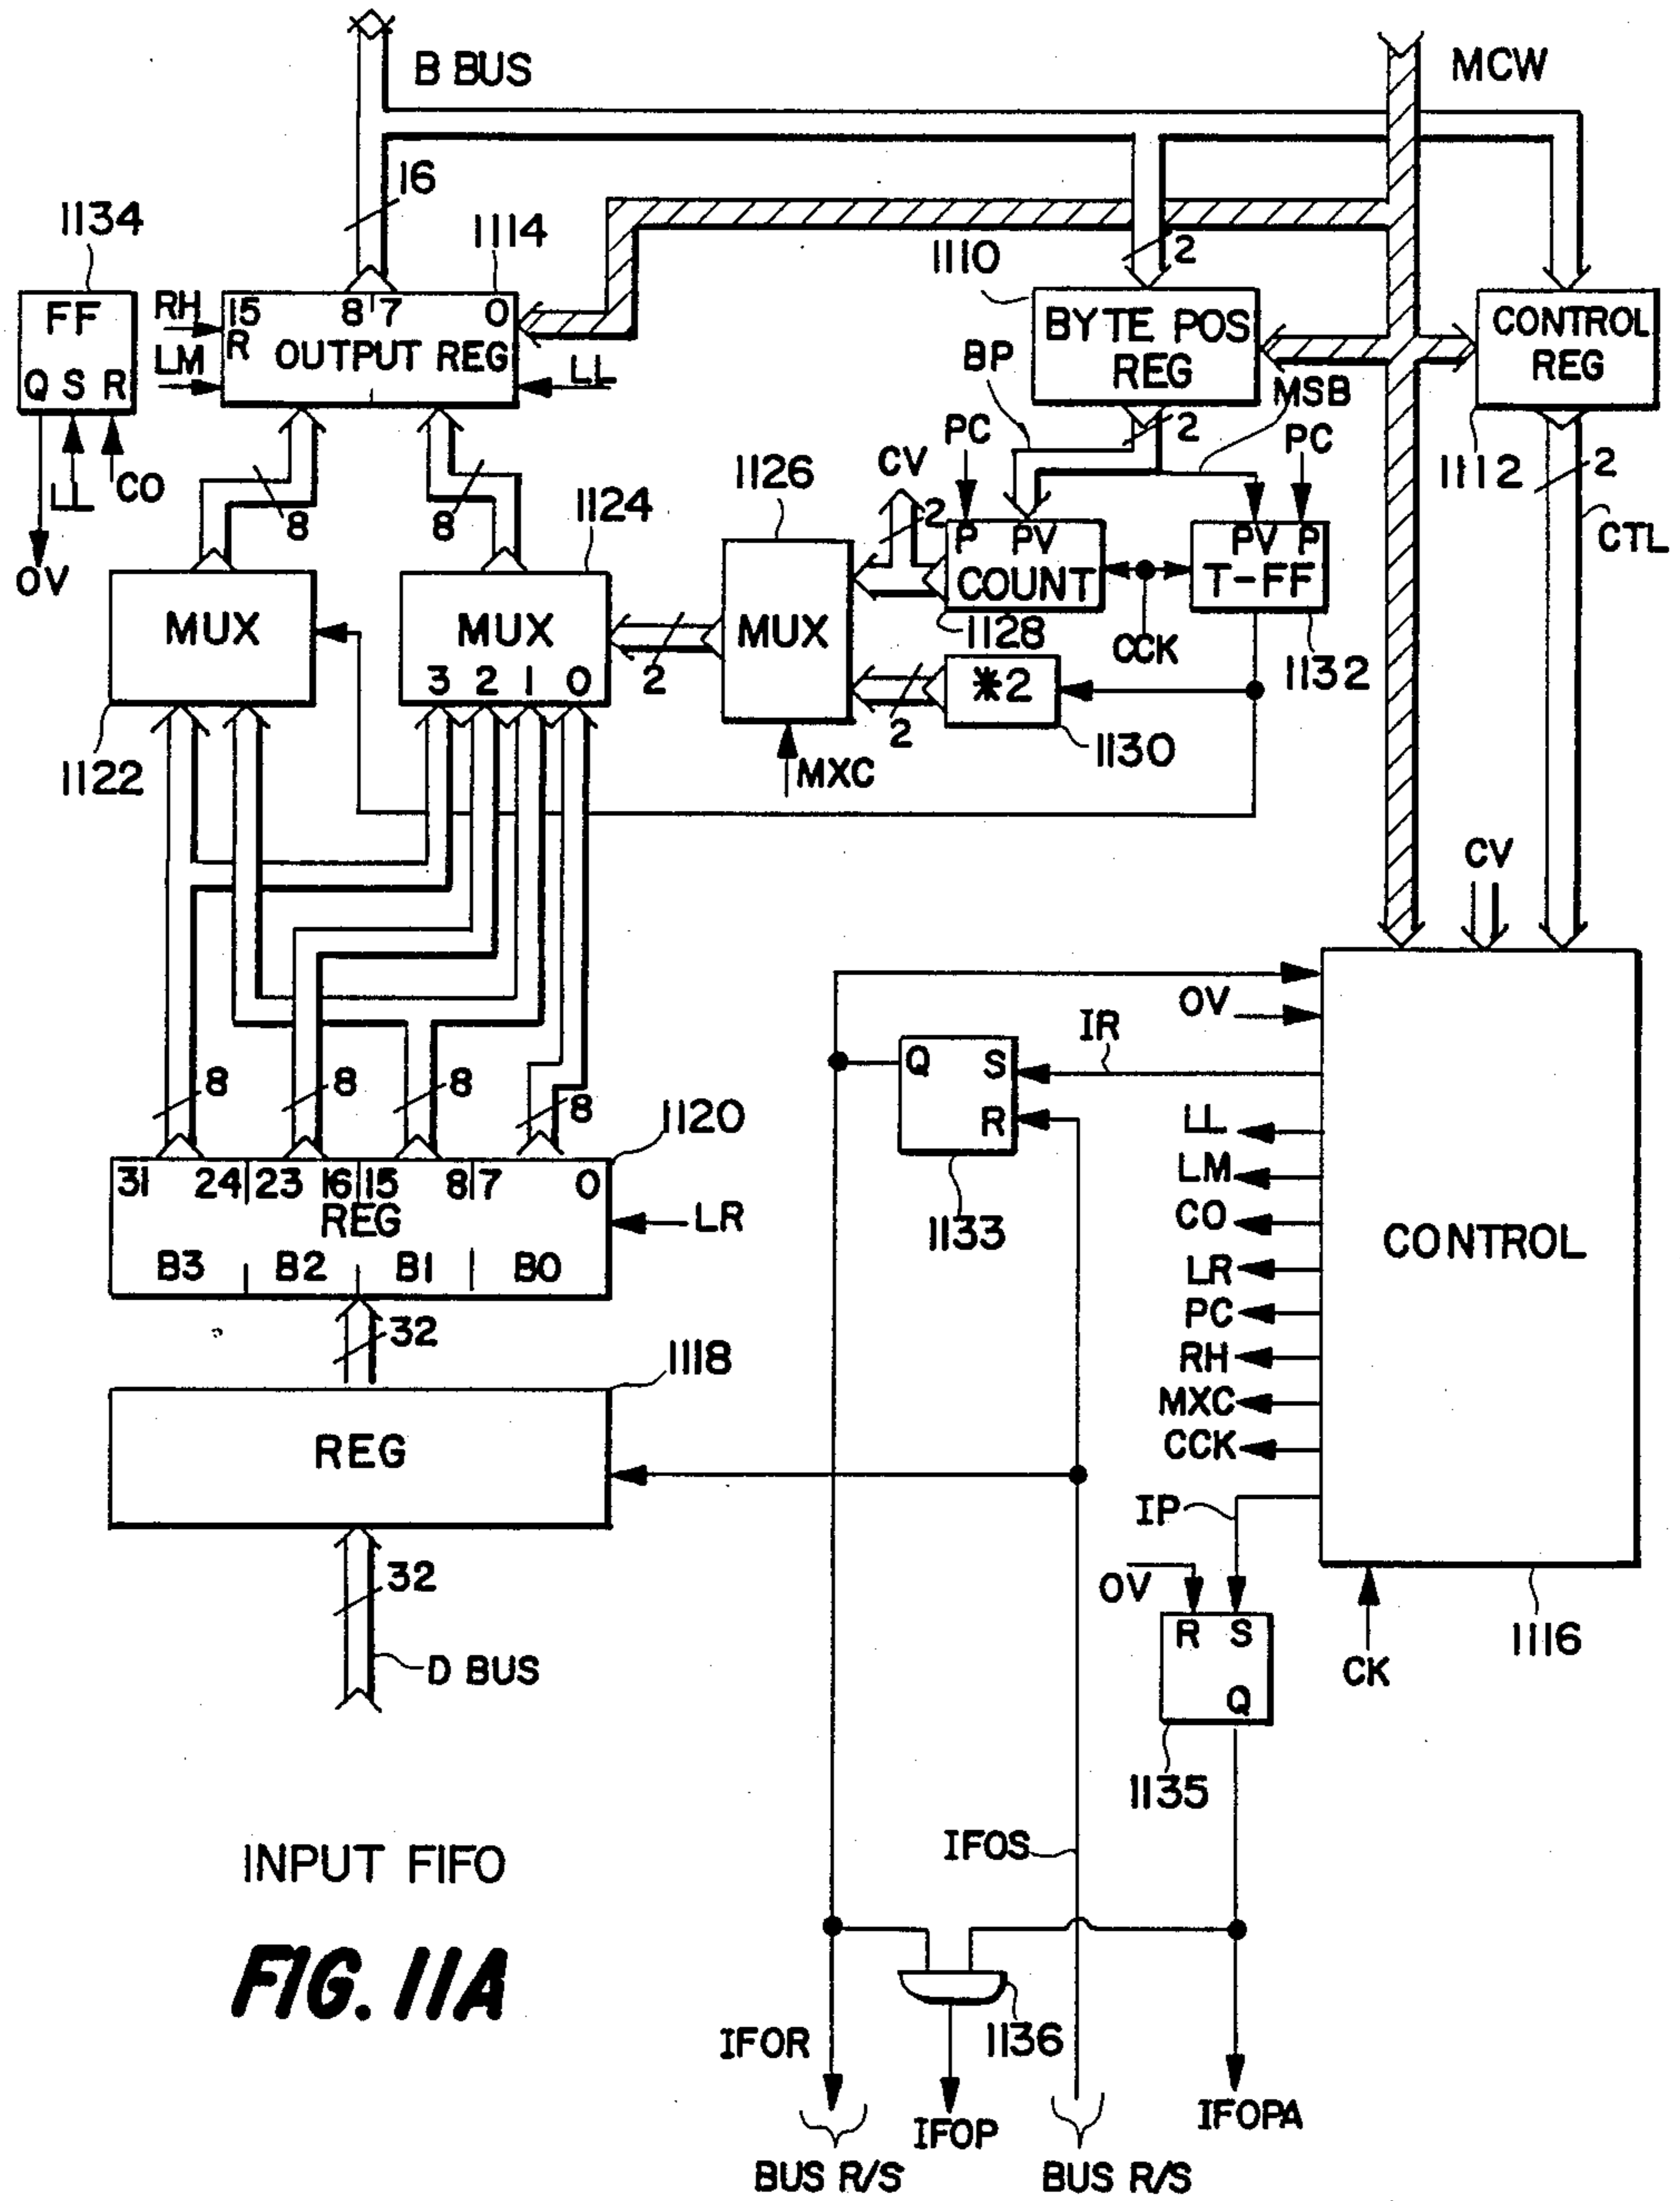 B BUS
MCW
16
1134
1114
1110
2
FF
Q S R
RH
LM
15 8 7 0
R
OUTPUT REG
LL
BYTE POS
REG
CONTROL
REG
BP
2
MSB
PC
PC
1112
2
CTL
LL
CO
OV
8
8
1124
1126
CV
2
P PV
COUNT
PV P
T-FF
MUX
MUX
3 2 1 0
MUX
2
1128
CCK
1132
*2
2
1130
1122
MXC
CV
OV
IR
Q S
R
1133
8
8
8
8
1120
31 24 23 16 15 8 7 0
REG
B3 B2 B1 B0
LR
LL
LM
CO
LR
PC
RH
MXC
CCK
CONTROL
32
1118
REG
IP
OV
R S
Q
1135
CK
1116
32
D BUS
INPUT FIFO
FIG. 11A
IFOS
1136
IFOR
IFOP
IFOPA
BUS R/S
BUS R/S